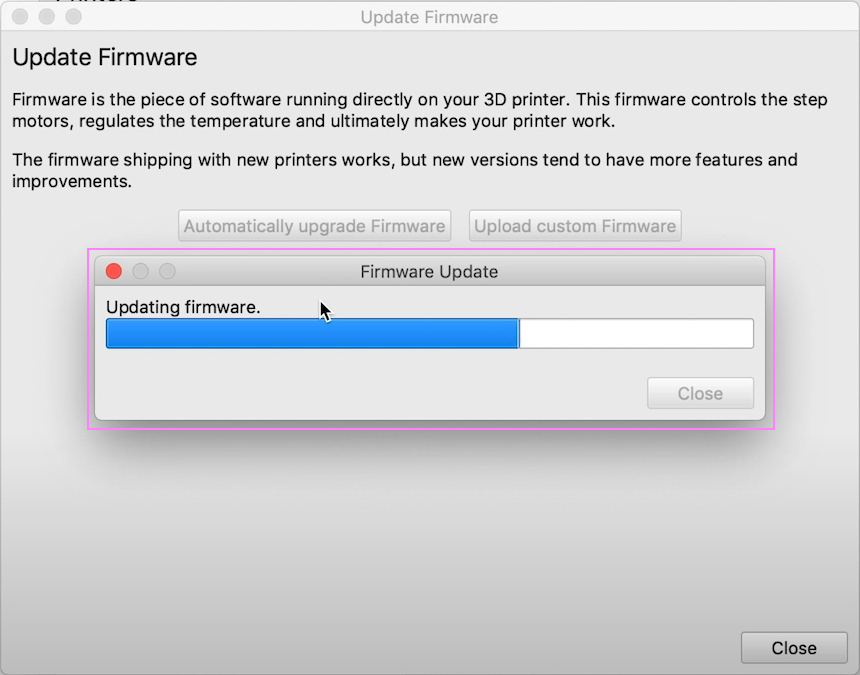 Update Firmware
Update Firmware
Firmware is the piece of software running directly on your 3D printer. This firmware controls the step
motors, regulates the temperature and ultimately makes your printer work.
The firmware shipping with new printers works, but new versions tend to have more features and
improvements.
Automatically upgrade Firmware Upload custom Firmware
Firmware Update
Updating firmware.
Close
Close